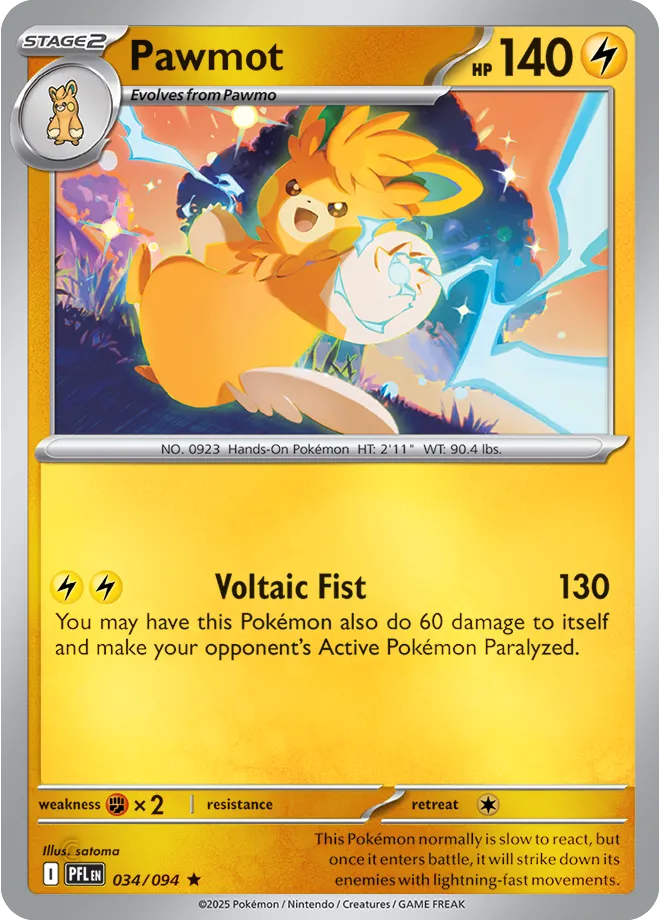 STAGE2
Pawmot
HP 140
Evolves from Pawmo
NO. 0923 Hands-On Pokémon HT: 2'11" WT: 90.4 lbs.
Voltaic Fist 130
You may have this Pokémon also do 60 damage to itself
and make your opponent's Active Pokémon Paralyzed.
weakness ×2 resistance retreat
Illus. satoma
This Pokémon normally is slow to react, but
once it enters battle, it will strike down its
enemies with lightning-fast movements.
I PFL EN 034/094 ★
©2025 Pokémon / Nintendo / Creatures / GAME FREAK